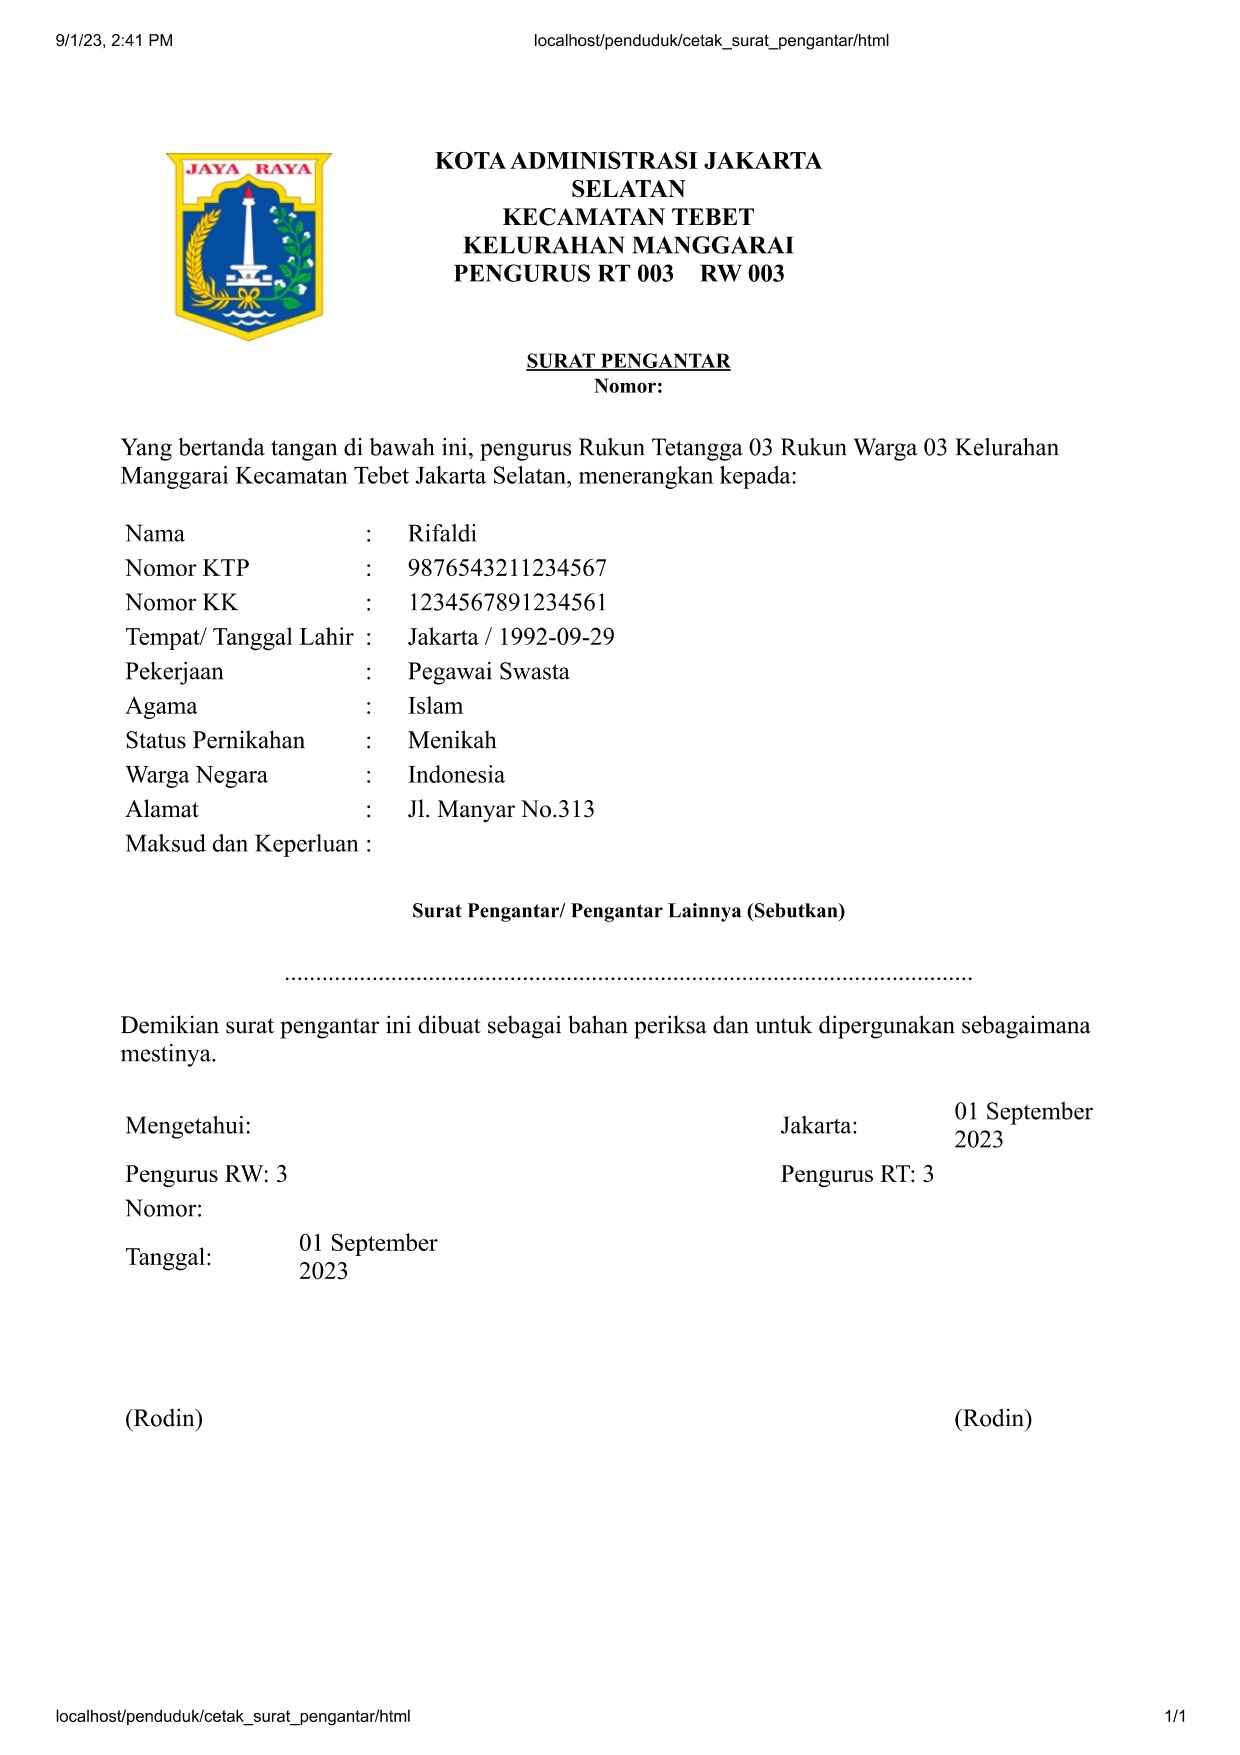 9/1/23, 2:41 PM localhost/penduduk/cetak_surat_pengantar/html
JAYA RAYA
KOTA ADMINISTRASI JAKARTA
SELATAN
KECAMATAN TEBET
KELURAHAN MANGGARAI
PENGURUS RT 003 RW 003
SURAT PENGANTAR
Nomor:
Yang bertanda tangan di bawah ini, pengurus Rukun Tetangga 03 Rukun Warga 03 Kelurahan
Manggarai Kecamatan Tebet Jakarta Selatan, menerangkan kepada:
Nama : Rifaldi
Nomor KTP : 9876543211234567
Nomor KK : 1234567891234561
Tempat/ Tanggal Lahir : Jakarta / 1992-09-29
Pekerjaan : Pegawai Swasta
Agama : Islam
Status Pernikahan : Menikah
Warga Negara : Indonesia
Alamat : Jl. Manyar No.313
Maksud dan Keperluan :
Surat Pengantar/ Pengantar Lainnya (Sebutkan)
..............................................................................................................
Demikian surat pengantar ini dibuat sebagai bahan periksa dan untuk dipergunakan sebagaimana
mestinya.
Mengetahui: Jakarta: 01 September
2023
Pengurus RW: 3 Pengurus RT: 3
Nomor:
Tanggal: 01 September
2023
(Rodin) (Rodin)
localhost/penduduk/cetak_surat_pengantar/html 1/1